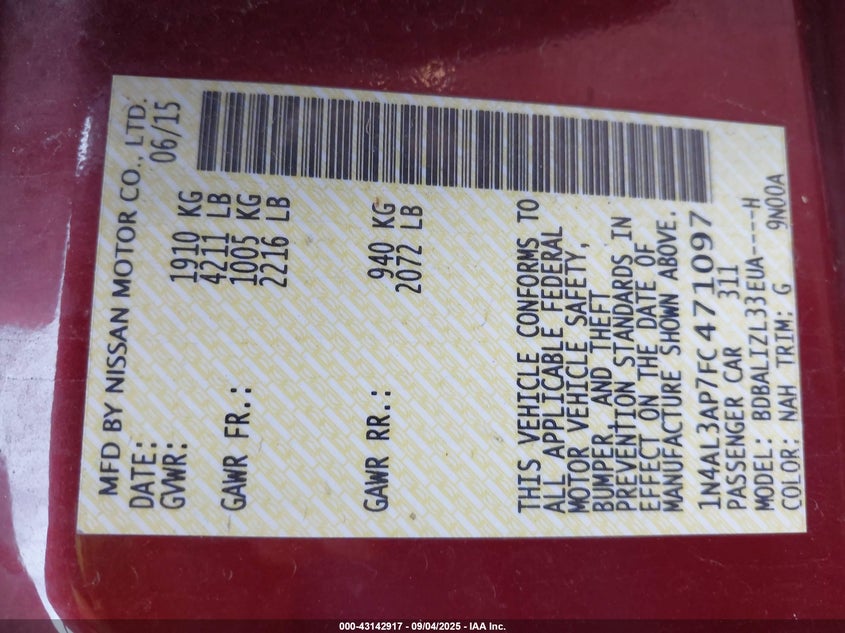 MFD BY NISSAN MOTOR CO., LTD.
DATE: 06/15
GVWR: 1910 KG
4211 LB
GAWR FR.: 1005 KG
2216 LB
GAWR RR.: 940 KG
2072 LB
THIS VEHICLE CONFORMS TO
ALL APPLICABLE FEDERAL
MOTOR VEHICLE SAFETY,
BUMPER AND THEFT
PREVENTION STANDARDS IN
EFFECT ON THE DATE OF
MANUFACTURE SHOWN ABOVE.
1N4AL3AP7FC471097
PASSENGER CAR 311
MODEL: BDBALIZL33EUA----H
COLOR: NAH TRIM: G 9N00A
000-43142917 - 09/04/2025 - IAA Inc.